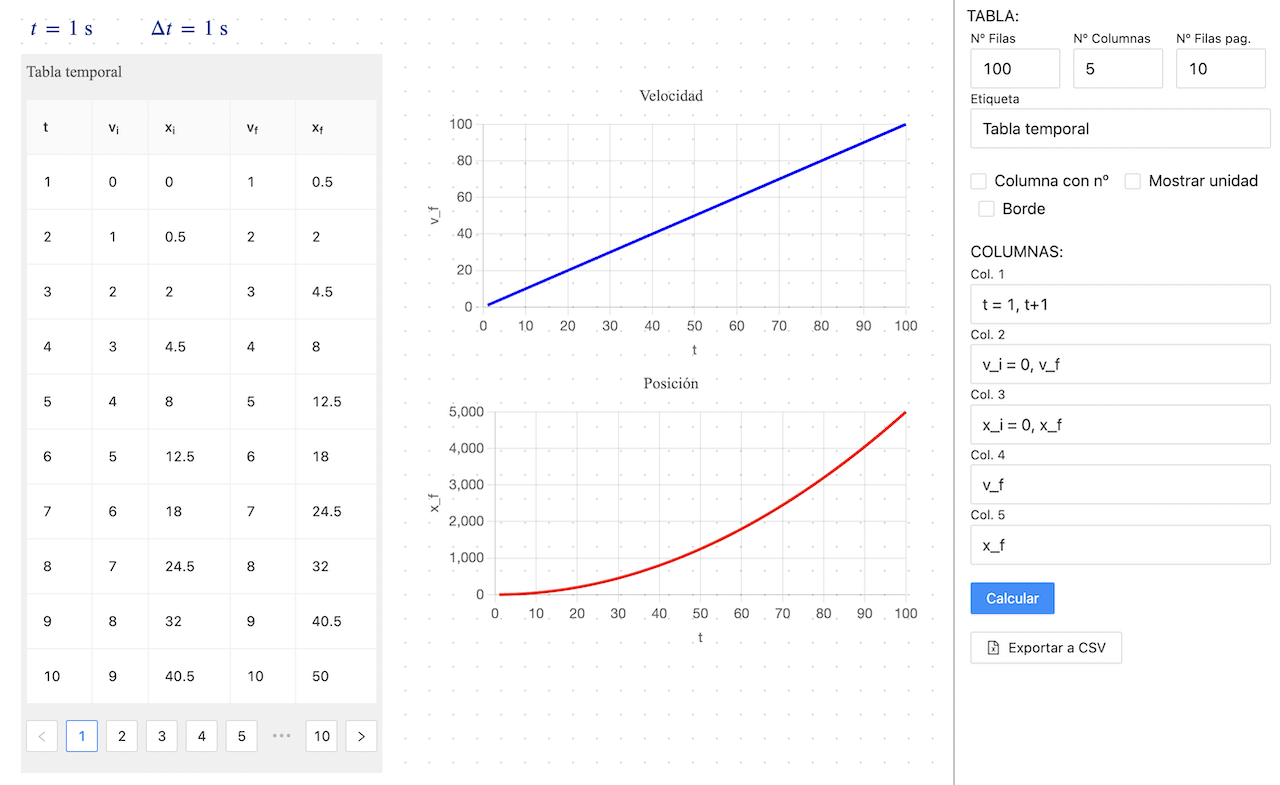 t = 1 s Δt = 1 s
Tabla temporal
t vᵢ xᵢ v_f x_f
1 0 0 1 0.5
2 1 0.5 2 2
3 2 2 3 4.5
4 3 4.5 4 8
5 4 8 5 12.5
6 5 12.5 6 18
7 6 18 7 24.5
8 7 24.5 8 32
9 8 32 9 40.5
10 9 40.5 10 50
< 1 2 3 4 5 ••• 10 >
Velocidad
100
80
60
40
20
0
v_f
0 10 20 30 40 50 60 70 80 90 100
t
Posición
5,000
4,000
3,000
2,000
1,000
0
x_f
0 10 20 30 40 50 60 70 80 90 100
t
TABLA:
Nº Filas Nº Columnas Nº Filas pag.
100 5 10
Etiqueta
Tabla temporal
Columna con nº Mostrar unidad
Borde
COLUMNAS:
Col. 1
t = 1, t+1
Col. 2
v_i = 0, v_f
Col. 3
x_i = 0, x_f
Col. 4
v_f
Col. 5
x_f
Calcular
Exportar a CSV